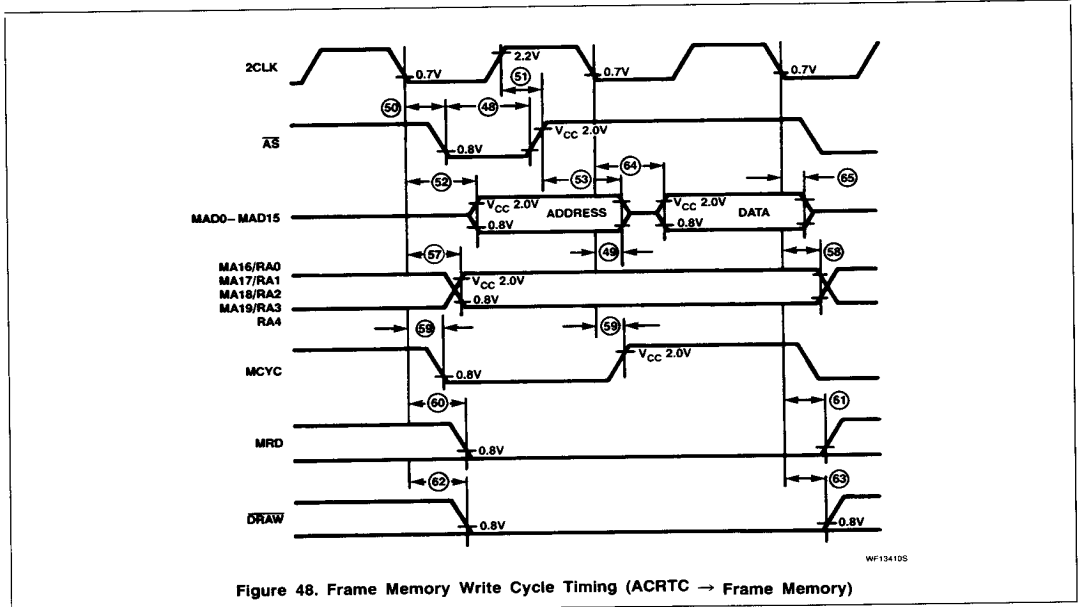 2CLK
0.7V
2.2V
0.7V
0.7V
51
50
48
AS
0.8V
VCC 2.0V
64
52
53
65
MAD0–MAD15
VCC 2.0V
ADDRESS
0.8V
VCC 2.0V
DATA
0.8V
57
49
58
MA16/RA0
MA17/RA1
MA18/RA2
MA19/RA3
RA4
VCC 2.0V
0.8V
59
59
MCYC
0.8V
VCC 2.0V
60
61
MRD
0.8V
62
63
DRAW
0.8V
0.8V
WF13410S
Figure 48. Frame Memory Write Cycle Timing (ACRTC → Frame Memory)